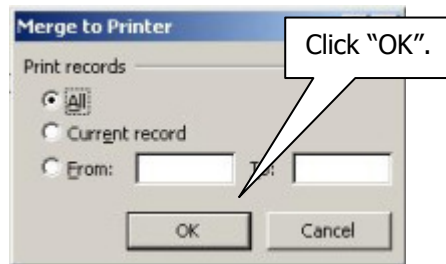 Merge to Printer
Click “OK”.
Print records
All
Current record
From: To:
OK Cancel